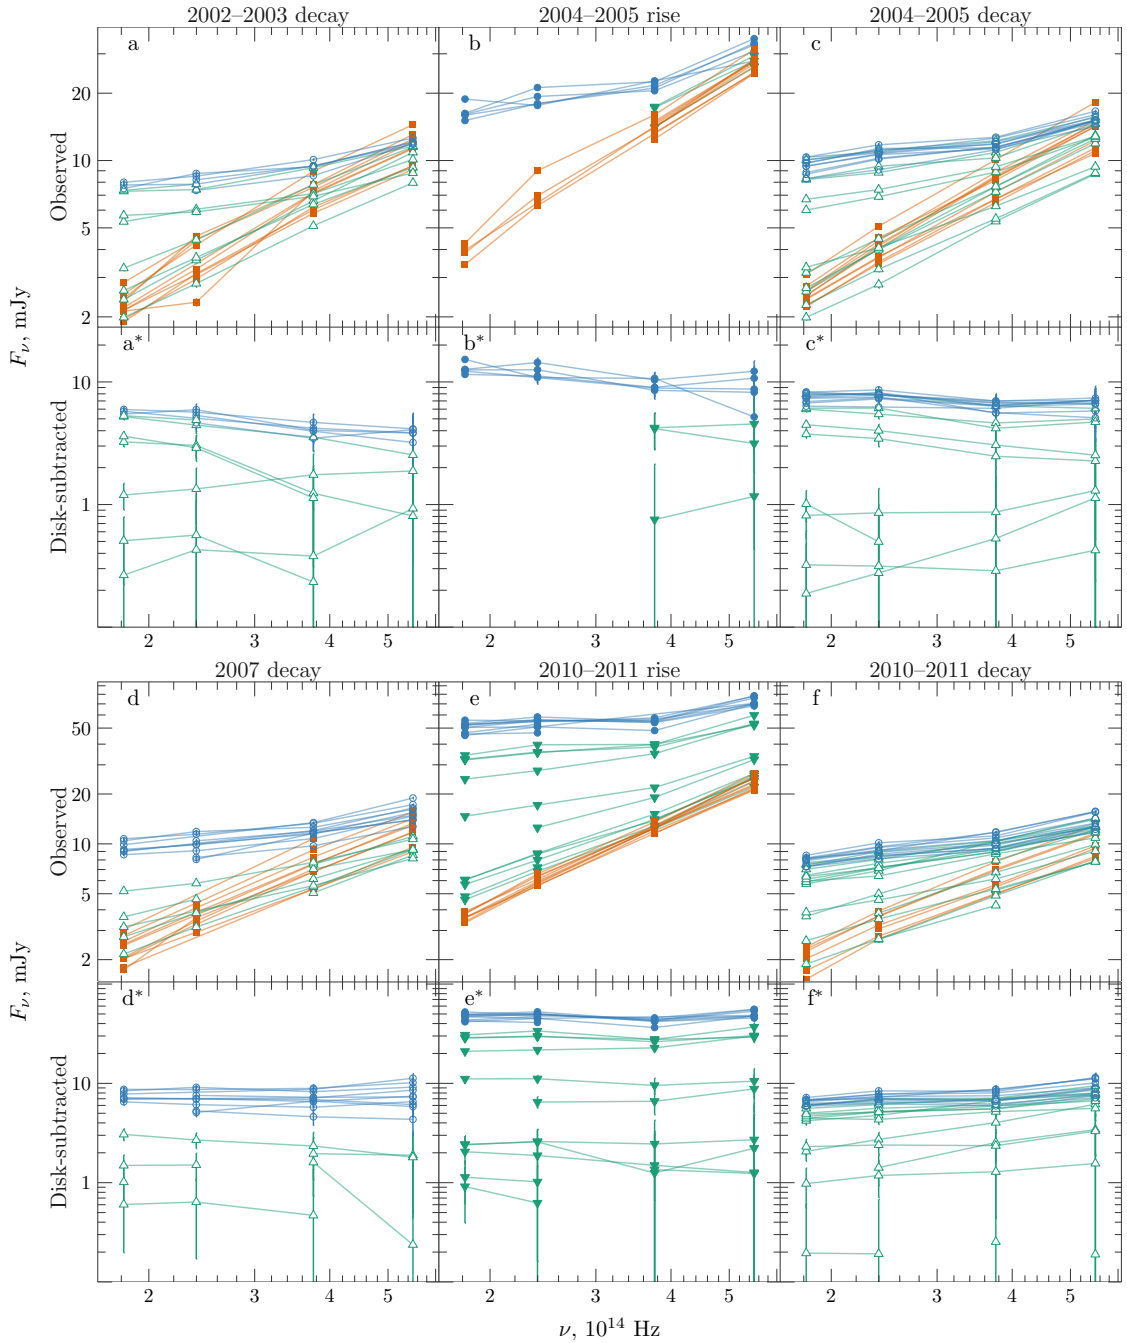 2002–2003 decay
2004–2005 rise
2004–2005 decay
a
b
c
20
10
5
2
Observed
a*
b*
c*
10
1
Disk-subtracted
F_ν, mJy
2 3 4 5
2 3 4 5
2 3 4 5
2007 decay
2010–2011 rise
2010–2011 decay
d
e
f
50
20
10
5
2
Observed
d*
e*
f*
10
1
Disk-subtracted
F_ν, mJy
2 3 4 5
2 3 4 5
2 3 4 5
ν, 10¹⁴ Hz